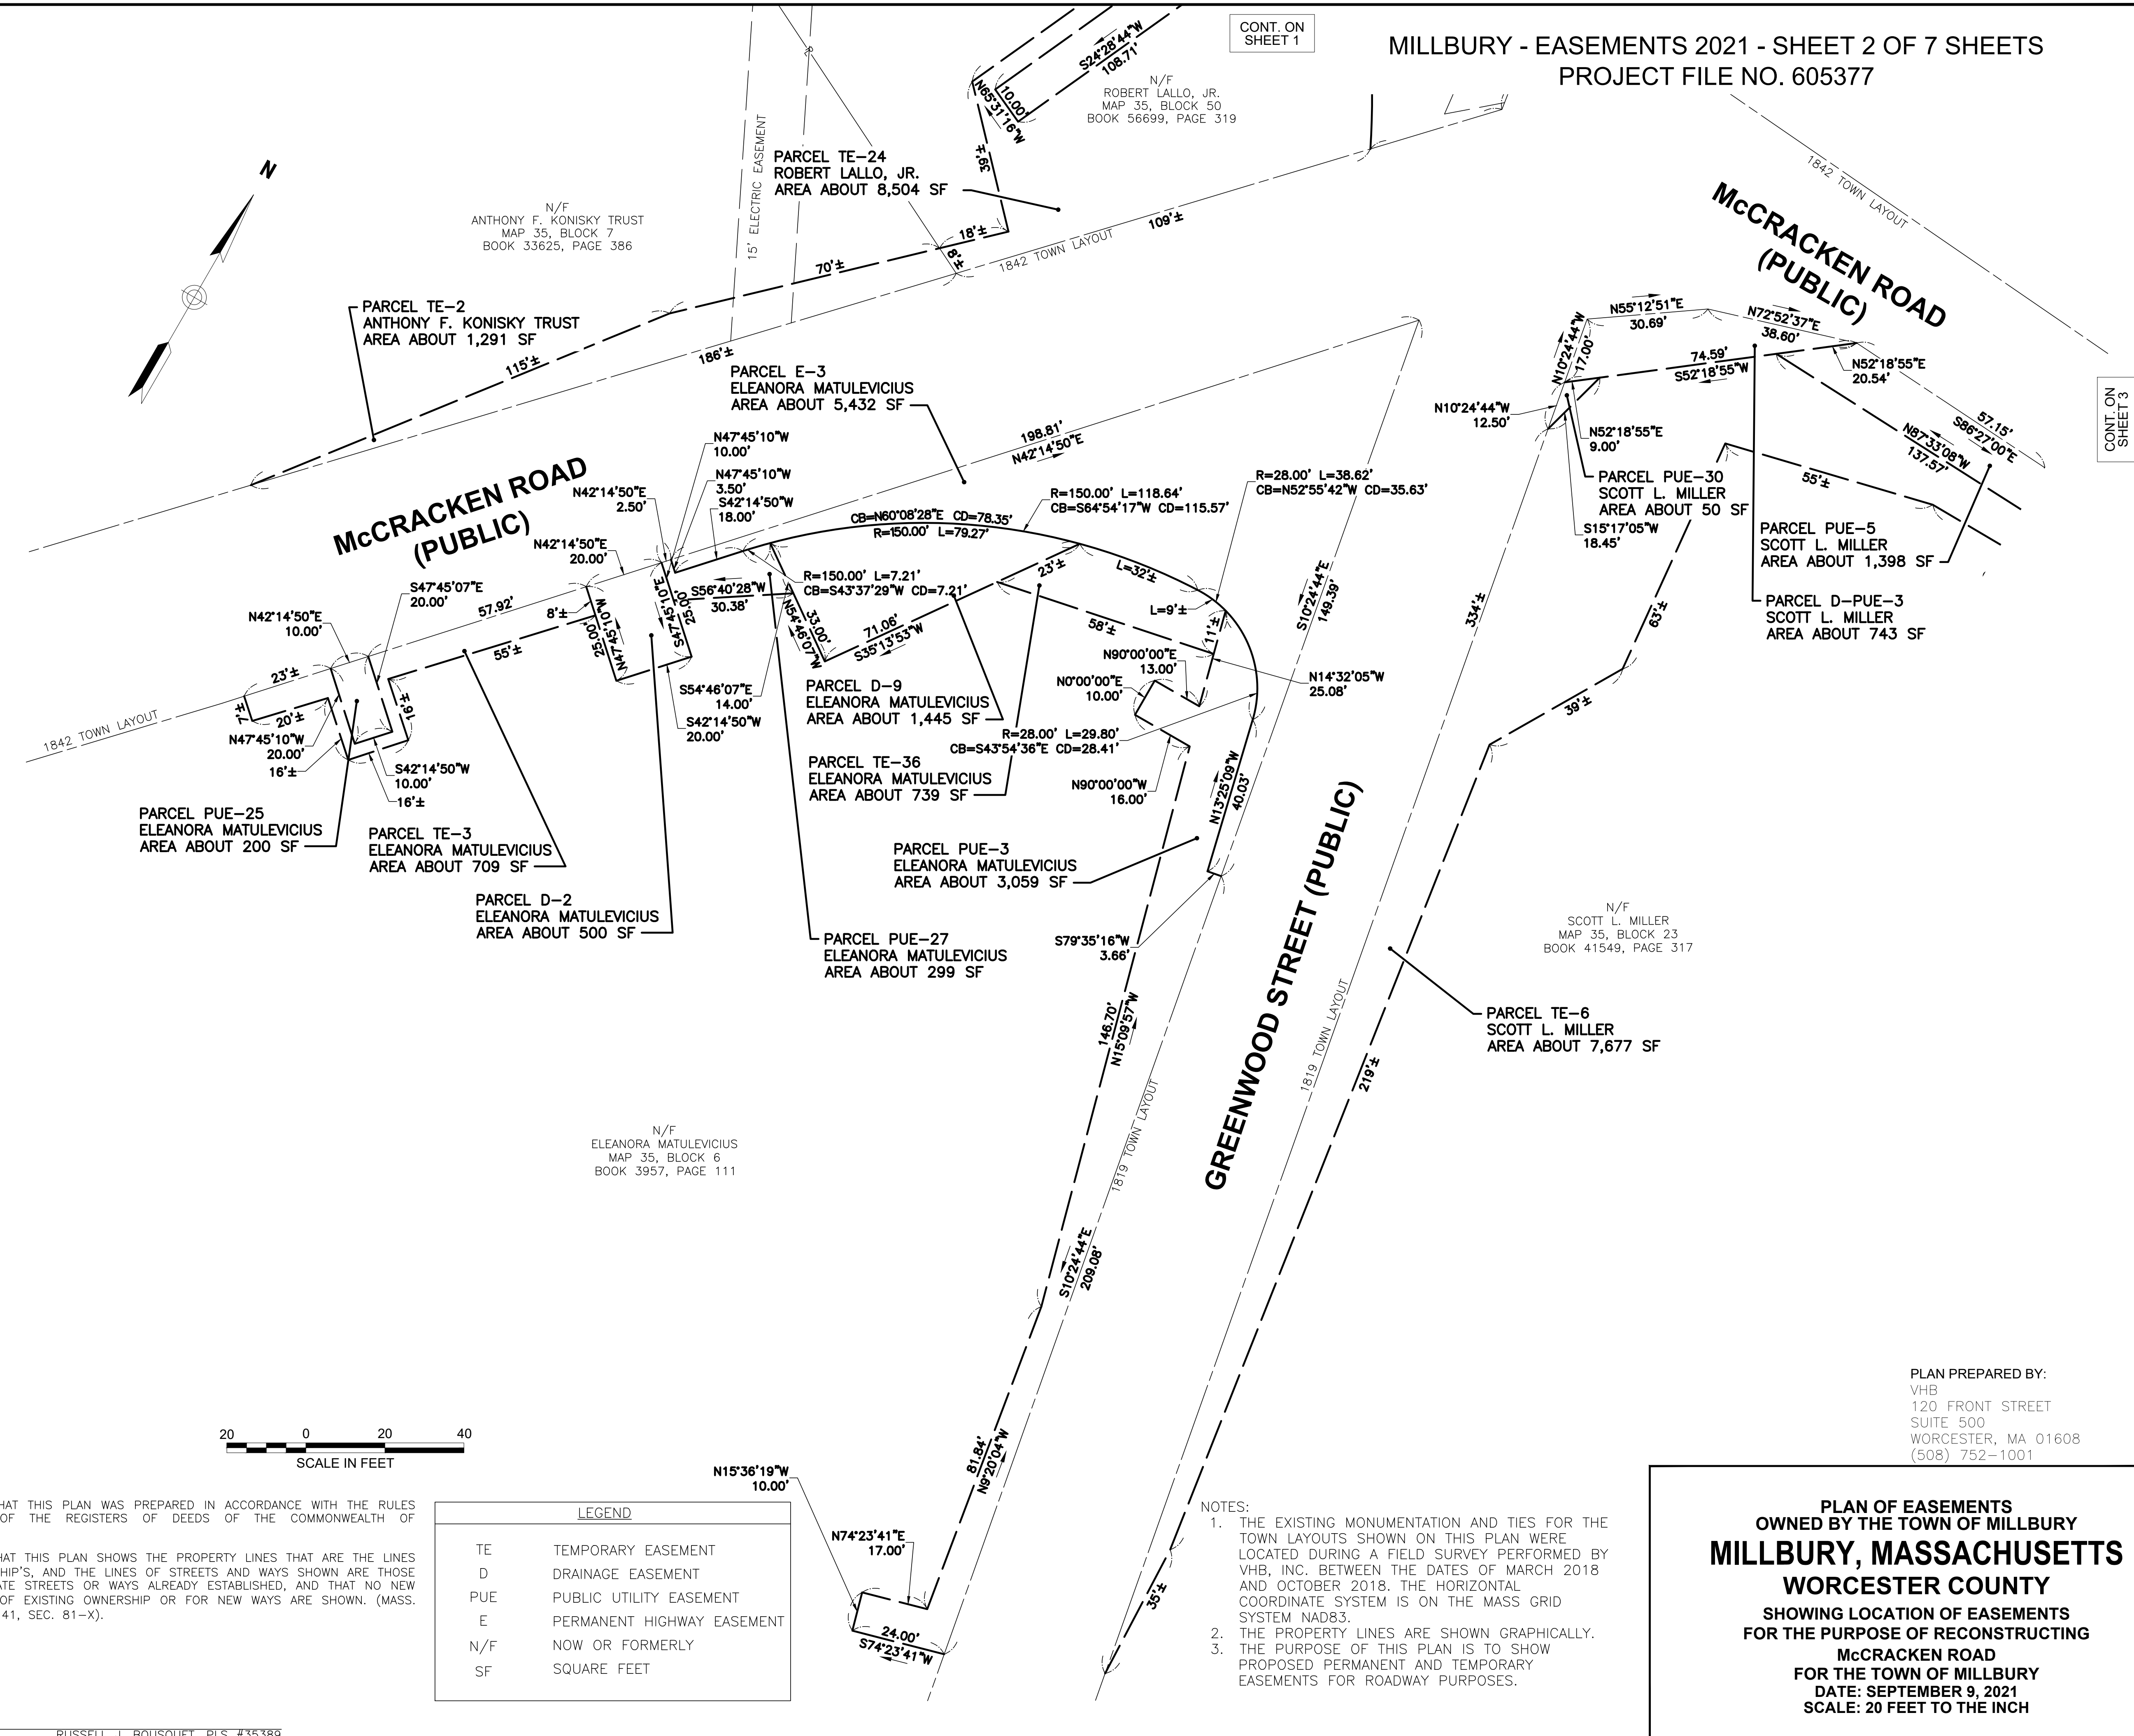 MILLBURY - EASEMENTS 2021 - SHEET 2 OF 7 SHEETS
PROJECT FILE NO. 605377
CONT. ON
SHEET 1
S24°28'44"W
108.71'
N/F
ROBERT LALLO, JR.
MAP 35, BLOCK 50
BOOK 56699, PAGE 319
10.00'
N65°31'16"W
39'±
15' ELECTRIC EASEMENT
PARCEL TE-24
ROBERT LALLO, JR.
AREA ABOUT 8,504 SF
N
N/F
ANTHONY F. KONISKY TRUST
MAP 35, BLOCK 7
BOOK 33625, PAGE 386
18'±
8'±
70'±
1842 TOWN LAYOUT
109'±
1842 TOWN LAYOUT
McCRACKEN ROAD
(PUBLIC)
PARCEL TE-2
ANTHONY F. KONISKY TRUST
AREA ABOUT 1,291 SF
115'±
186'±
PARCEL E-3
ELEANORA MATULEVICIUS
AREA ABOUT 5,432 SF
N55°12'51"E
30.69'
N72°52'37"E
38.60'
N10°24'44"W
17.00'
74.59'
S52°18'55"W
N52°18'55"E
20.54'
N10°24'44"W
12.50'
N52°18'55"E
9.00'
57.15'
S86°27'00"E
N87°33'08"W
137.57'
CONT. ON
SHEET 3
55'±
PARCEL PUE-30
SCOTT L. MILLER
AREA ABOUT 50 SF
S15°17'05"W
18.45'
PARCEL PUE-5
SCOTT L. MILLER
AREA ABOUT 1,398 SF
PARCEL D-PUE-3
SCOTT L. MILLER
AREA ABOUT 743 SF
334'±
63'±
39'±
McCRACKEN ROAD
(PUBLIC)
N47°45'10"W
10.00'
N47°45'10"W
3.50'
S42°14'50"W
18.00'
N42°14'50"E
2.50'
198.81'
N42°14'50"E
R=28.00' L=38.62'
CB=N52°55'42"W CD=35.63'
R=150.00' L=118.64'
CB=S64°54'17"W CD=115.57'
CB=N60°08'28"E CD=78.35'
R=150.00' L=79.27'
N42°14'50"E
20.00'
S47°45'07"E
20.00'
N42°14'50"E
10.00'
57.92'
8'±
N47°45'10"W
25.00'
S47°45'10"E
25.00'
S56°40'28"W
30.38'
R=150.00' L=7.21'
CB=S43°37'29"W CD=7.21'
33.00'
N54°46'07"W
71.06'
S35°13'53"W
23'±
L=32'±
L=9'±
58'±
11'±
S10°24'44"E
149.39'
55'±
23'±
7'±
20'±
16'±
1842 TOWN LAYOUT
N47°45'10"W
20.00'
16'±
S42°14'50"W
10.00'
16'±
S54°46'07"E
14.00'
S42°14'50"W
20.00'
PARCEL D-9
ELEANORA MATULEVICIUS
AREA ABOUT 1,445 SF
N90°00'00"E
13.00'
N0°00'00"E
10.00'
N14°32'05"W
25.08'
R=28.00' L=29.80'
CB=S43°54'36"E CD=28.41'
PARCEL TE-36
ELEANORA MATULEVICIUS
AREA ABOUT 739 SF
N90°00'00"W
16.00'
N13°25'09"W
40.03'
PARCEL PUE-25
ELEANORA MATULEVICIUS
AREA ABOUT 200 SF
PARCEL TE-3
ELEANORA MATULEVICIUS
AREA ABOUT 709 SF
PARCEL D-2
ELEANORA MATULEVICIUS
AREA ABOUT 500 SF
PARCEL PUE-3
ELEANORA MATULEVICIUS
AREA ABOUT 3,059 SF
PARCEL PUE-27
ELEANORA MATULEVICIUS
AREA ABOUT 299 SF
S79°35'16"W
3.66'
GREENWOOD STREET (PUBLIC)
N/F
SCOTT L. MILLER
MAP 35, BLOCK 23
BOOK 41549, PAGE 317
PARCEL TE-6
SCOTT L. MILLER
AREA ABOUT 7,677 SF
146.70'
N15°09'57"W
1819 TOWN LAYOUT
1819 TOWN LAYOUT
219'±
N/F
ELEANORA MATULEVICIUS
MAP 35, BLOCK 6
BOOK 3957, PAGE 111
S10°24'44"E
209.08'
81.84'
N9°20'04"W
N15°36'19"W
10.00'
N74°23'41"E
17.00'
24.00'
S74°23'41"W
35'±
20 0 20 40
SCALE IN FEET
HAT THIS PLAN WAS PREPARED IN ACCORDANCE WITH THE RULES
OF THE REGISTERS OF DEEDS OF THE COMMONWEALTH OF
HAT THIS PLAN SHOWS THE PROPERTY LINES THAT ARE THE LINES
HIP'S, AND THE LINES OF STREETS AND WAYS SHOWN ARE THOSE
ATE STREETS OR WAYS ALREADY ESTABLISHED, AND THAT NO NEW
OF EXISTING OWNERSHIP OR FOR NEW WAYS ARE SHOWN. (MASS.
41, SEC. 81-X).
RUSSELL J. BOUSQUET, PLS #35389
LEGEND
TE TEMPORARY EASEMENT
D DRAINAGE EASEMENT
PUE PUBLIC UTILITY EASEMENT
E PERMANENT HIGHWAY EASEMENT
N/F NOW OR FORMERLY
SF SQUARE FEET
NOTES:
1. THE EXISTING MONUMENTATION AND TIES FOR THE
TOWN LAYOUTS SHOWN ON THIS PLAN WERE
LOCATED DURING A FIELD SURVEY PERFORMED BY
VHB, INC. BETWEEN THE DATES OF MARCH 2018
AND OCTOBER 2018. THE HORIZONTAL
COORDINATE SYSTEM IS ON THE MASS GRID
SYSTEM NAD83.
2. THE PROPERTY LINES ARE SHOWN GRAPHICALLY.
3. THE PURPOSE OF THIS PLAN IS TO SHOW
PROPOSED PERMANENT AND TEMPORARY
EASEMENTS FOR ROADWAY PURPOSES.
PLAN PREPARED BY:
VHB
120 FRONT STREET
SUITE 500
WORCESTER, MA 01608
(508) 752-1001
PLAN OF EASEMENTS
OWNED BY THE TOWN OF MILLBURY
MILLBURY, MASSACHUSETTS
WORCESTER COUNTY
SHOWING LOCATION OF EASEMENTS
FOR THE PURPOSE OF RECONSTRUCTING
McCRACKEN ROAD
FOR THE TOWN OF MILLBURY
DATE: SEPTEMBER 9, 2021
SCALE: 20 FEET TO THE INCH